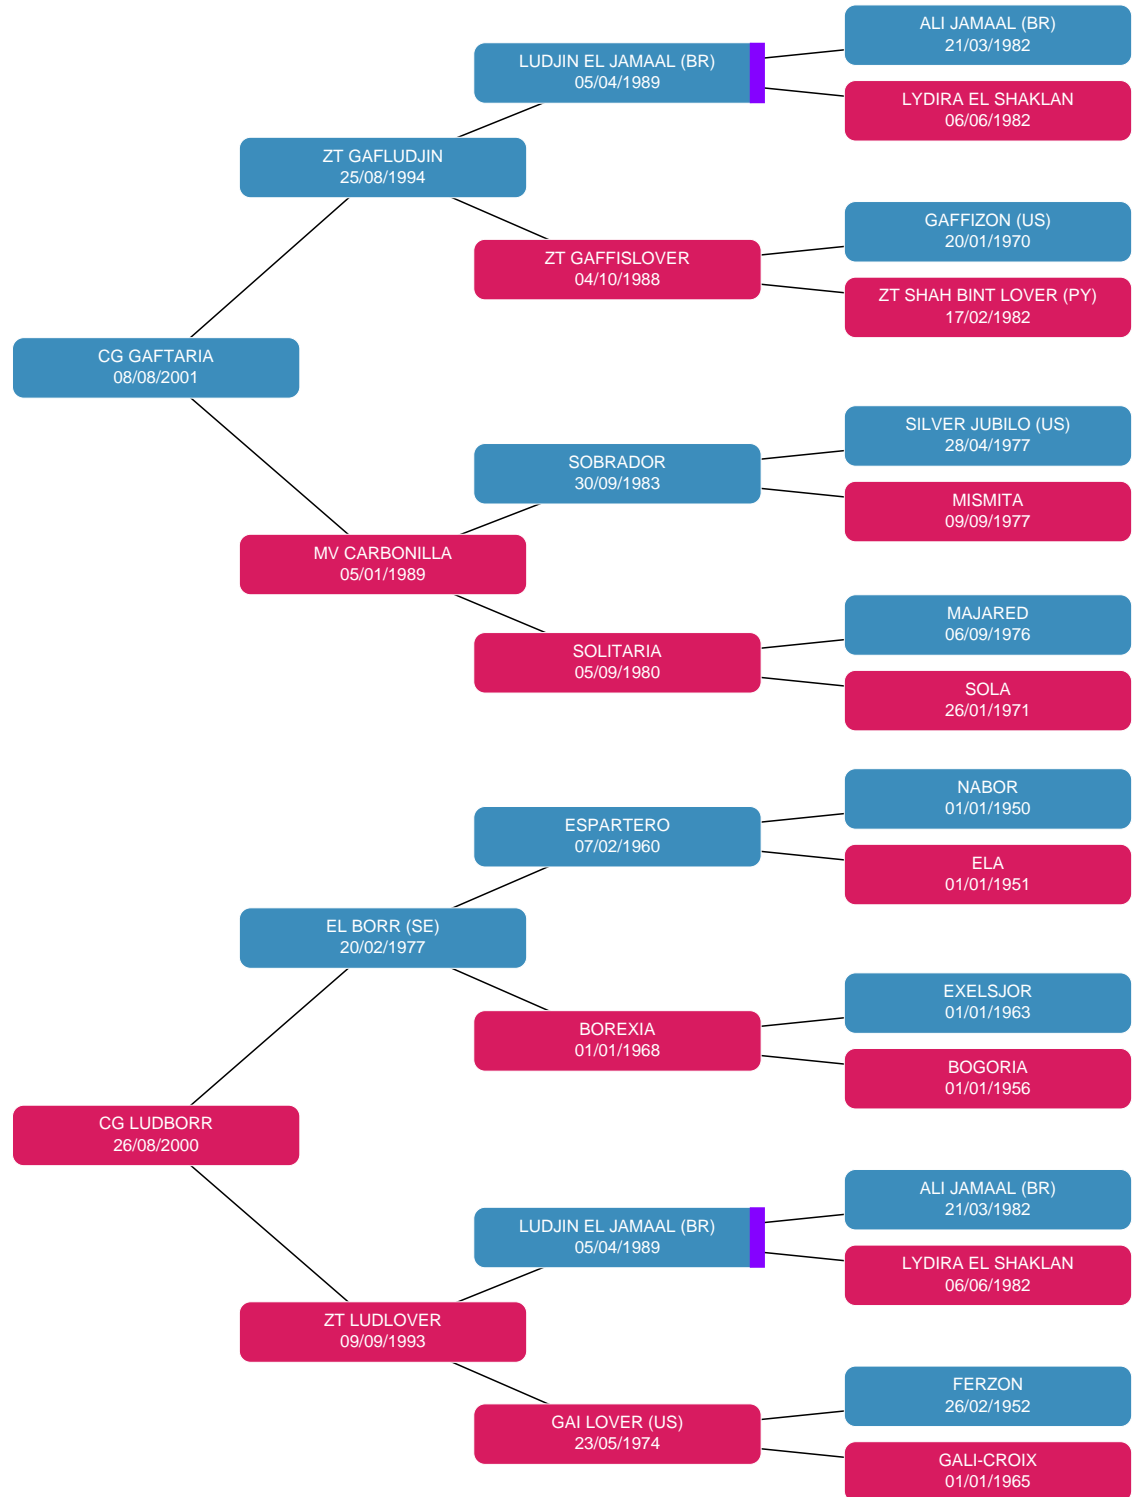 ALI JAMAAL (BR)
21/03/1982
LUDJIN EL JAMAAL (BR)
05/04/1989
LYDIRA EL SHAKLAN
06/06/1982
ZT GAFLUDJIN
25/08/1994
GAFFIZON (US)
20/01/1970
ZT GAFFISLOVER
04/10/1988
ZT SHAH BINT LOVER (PY)
17/02/1982
CG GAFTARIA
08/08/2001
SILVER JUBILO (US)
28/04/1977
SOBRADOR
30/09/1983
MISMITA
09/09/1977
MV CARBONILLA
05/01/1989
MAJARED
06/09/1976
SOLITARIA
05/09/1980
SOLA
26/01/1971
NABOR
01/01/1950
ESPARTERO
07/02/1960
ELA
01/01/1951
EL BORR (SE)
20/02/1977
EXELSJOR
01/01/1963
BOREXIA
01/01/1968
BOGORIA
01/01/1956
CG LUDBORR
26/08/2000
ALI JAMAAL (BR)
21/03/1982
LUDJIN EL JAMAAL (BR)
05/04/1989
LYDIRA EL SHAKLAN
06/06/1982
ZT LUDLOVER
09/09/1993
FERZON
26/02/1952
GAI LOVER (US)
23/05/1974
GALI-CROIX
01/01/1965